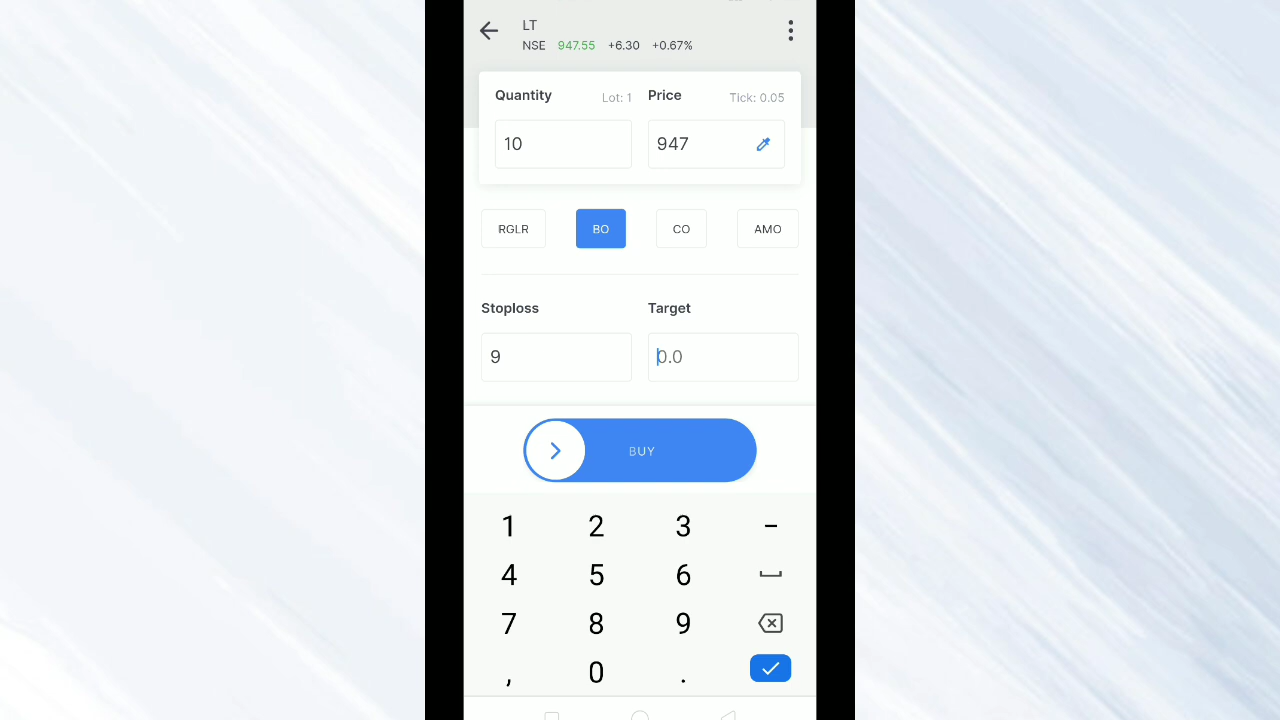 LT
NSE 947.55 +6.30 +0.67%
Quantity Lot: 1 Price Tick: 0.05
10 947
RGLR BO CO AMO
Stoploss Target
9 0.0
BUY
1 2 3 -
4 5 6
7 8 9
, 0 .